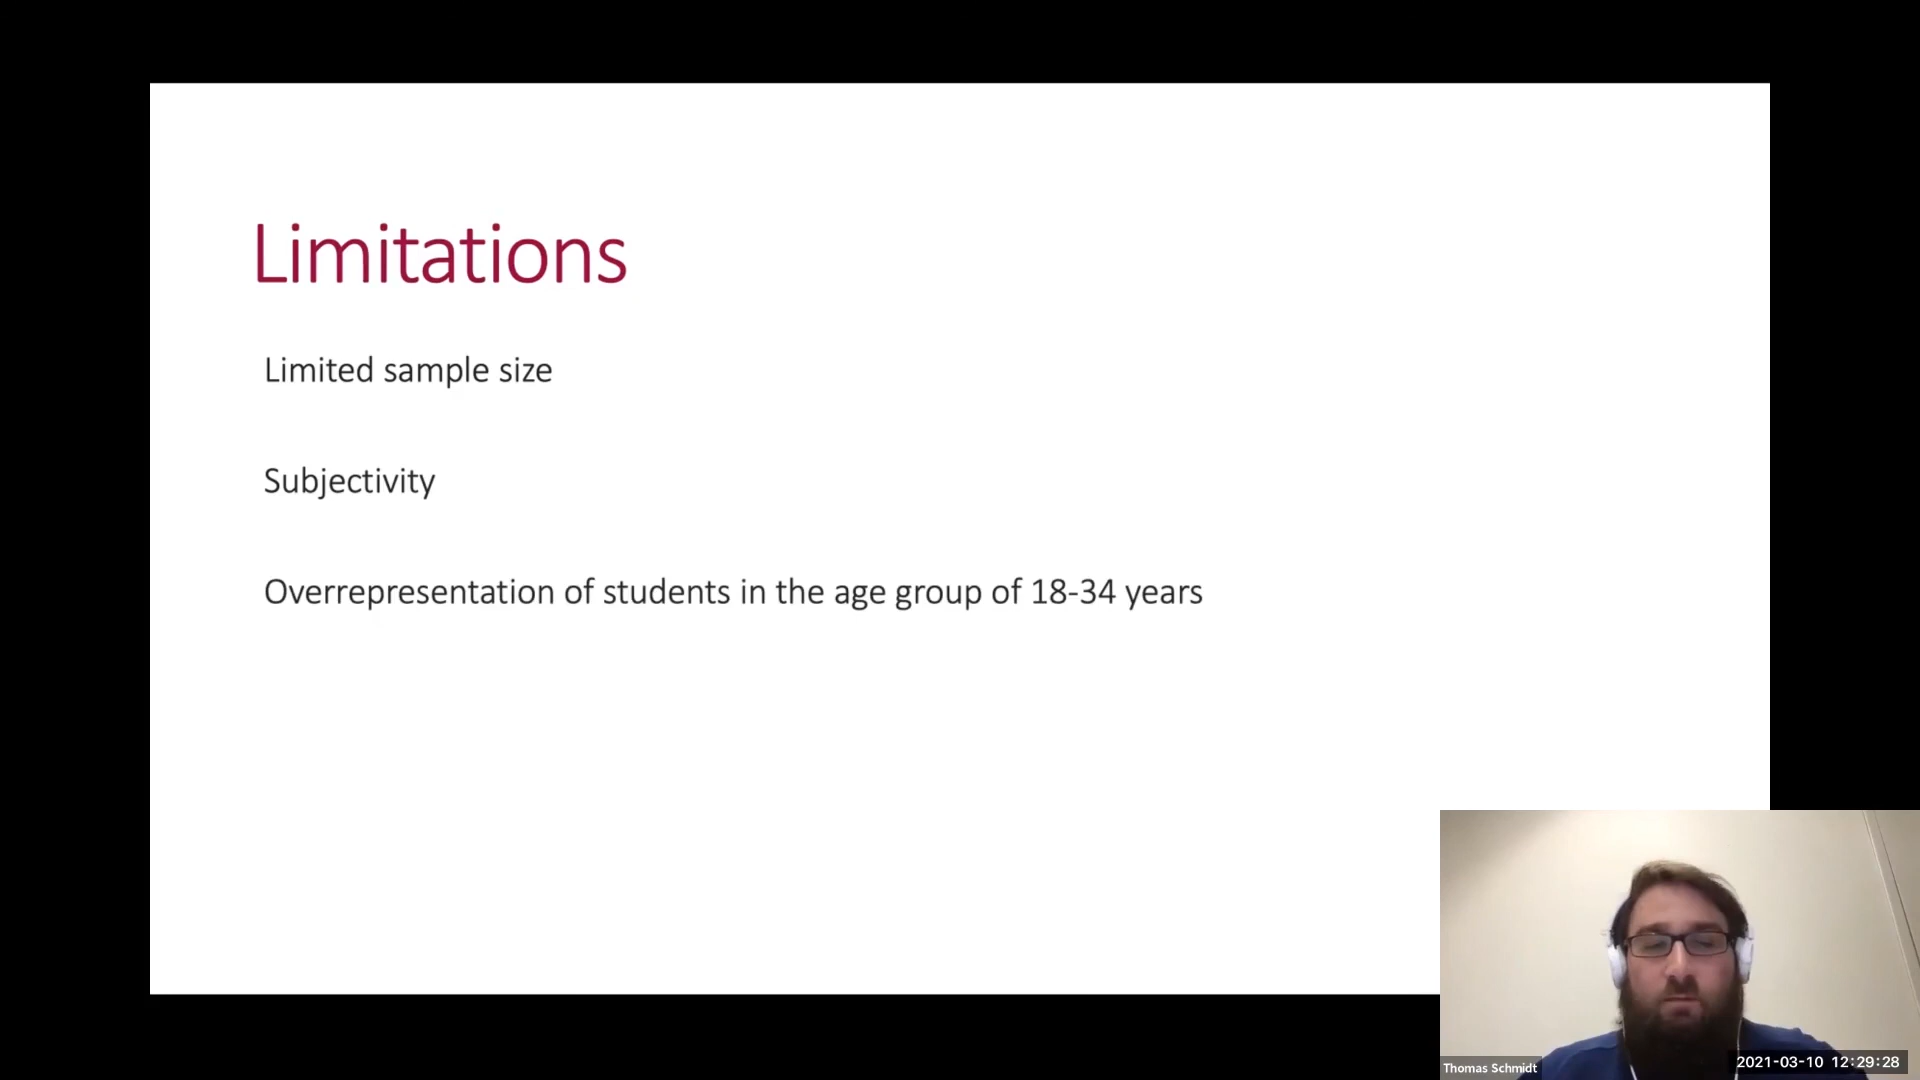 Limitations
Limited sample size
Subjectivity
Overrepresentation of students in the age group of 18-34 years
Thomas Schmidt
2021-03-10 12:29:28